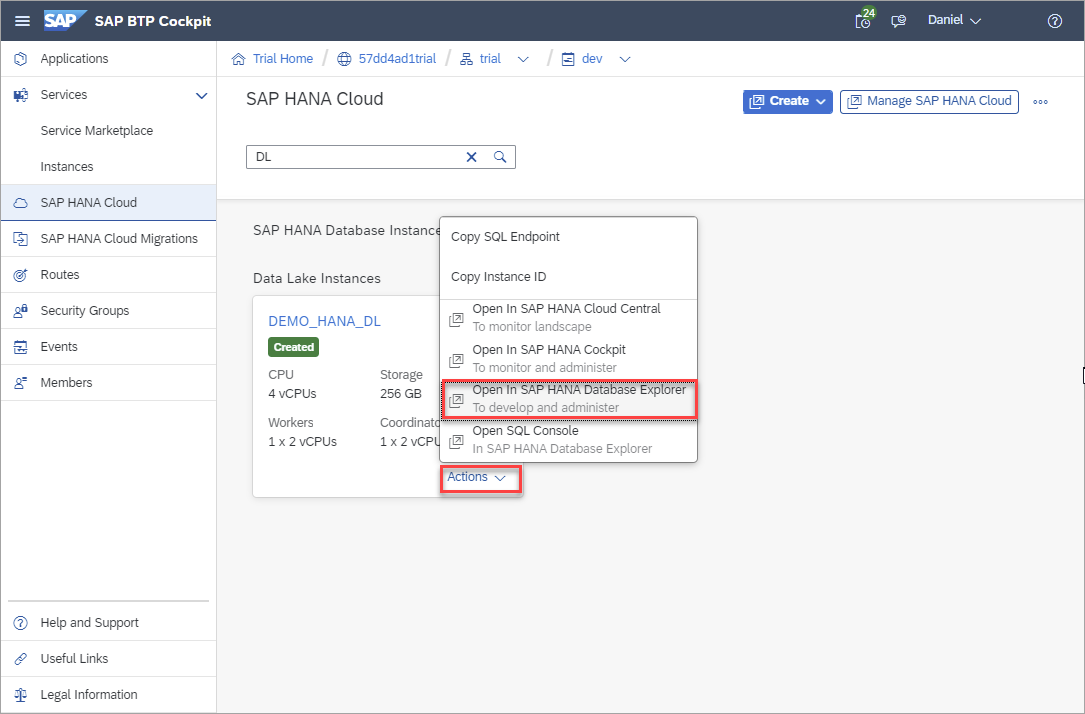 SAP SAP BTP Cockpit
24
Daniel
Applications
Services
Service Marketplace
Instances
SAP HANA Cloud
SAP HANA Cloud Migrations
Routes
Security Groups
Events
Members
Help and Support
Useful Links
Legal Information
Trial Home / 57dd4ad1trial / trial / dev
SAP HANA Cloud
Create
Manage SAP HANA Cloud
DL
SAP HANA Database Instance
Data Lake Instances
DEMO_HANA_DL
Created
CPU
Storage
4 vCPUs
256 GB
Workers
Coordinato
1 x 2 vCPUs
1 x 2 vCPU
Copy SQL Endpoint
Copy Instance ID
Open In SAP HANA Cloud Central
To monitor landscape
Open In SAP HANA Cockpit
To monitor and administer
Open In SAP HANA Database Explorer
To develop and administer
Open SQL Console
In SAP HANA Database Explorer
Actions